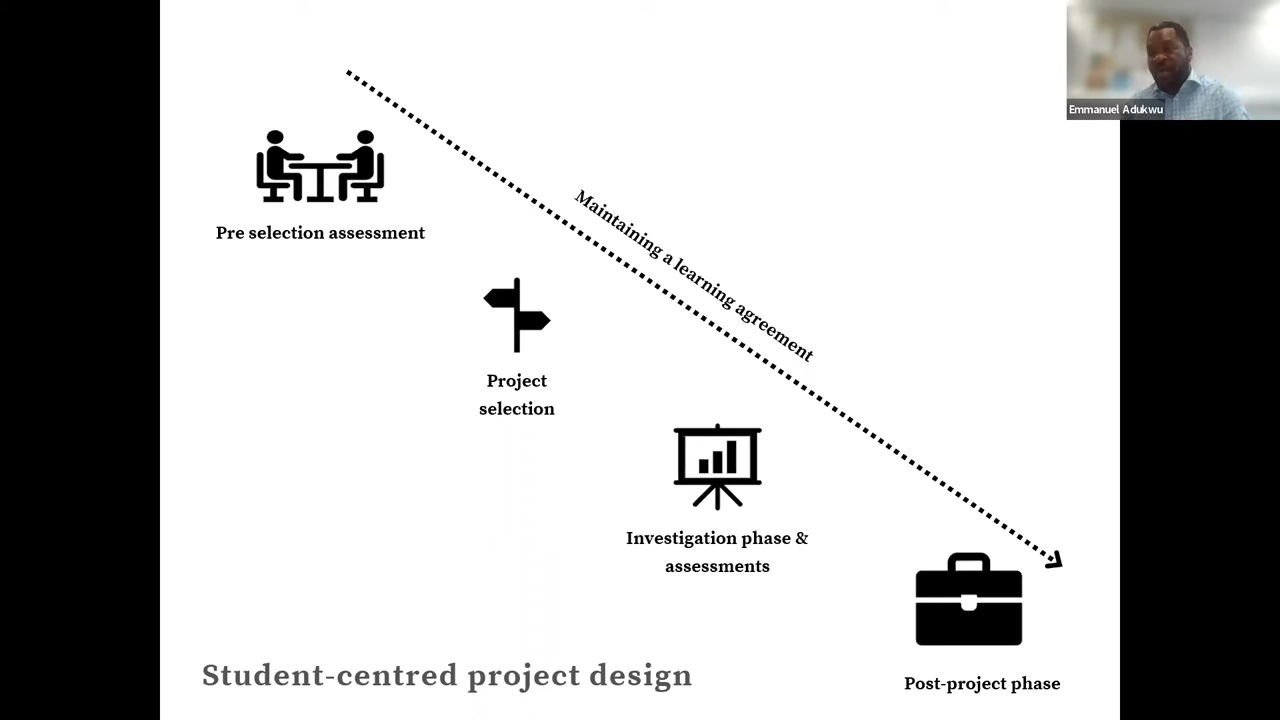 Emmanuel Adukwu
Pre selection assessment
Maintaining a learning agreement
Project
selection
Investigation phase &
assessments
Post-project phase
Student-centred project design